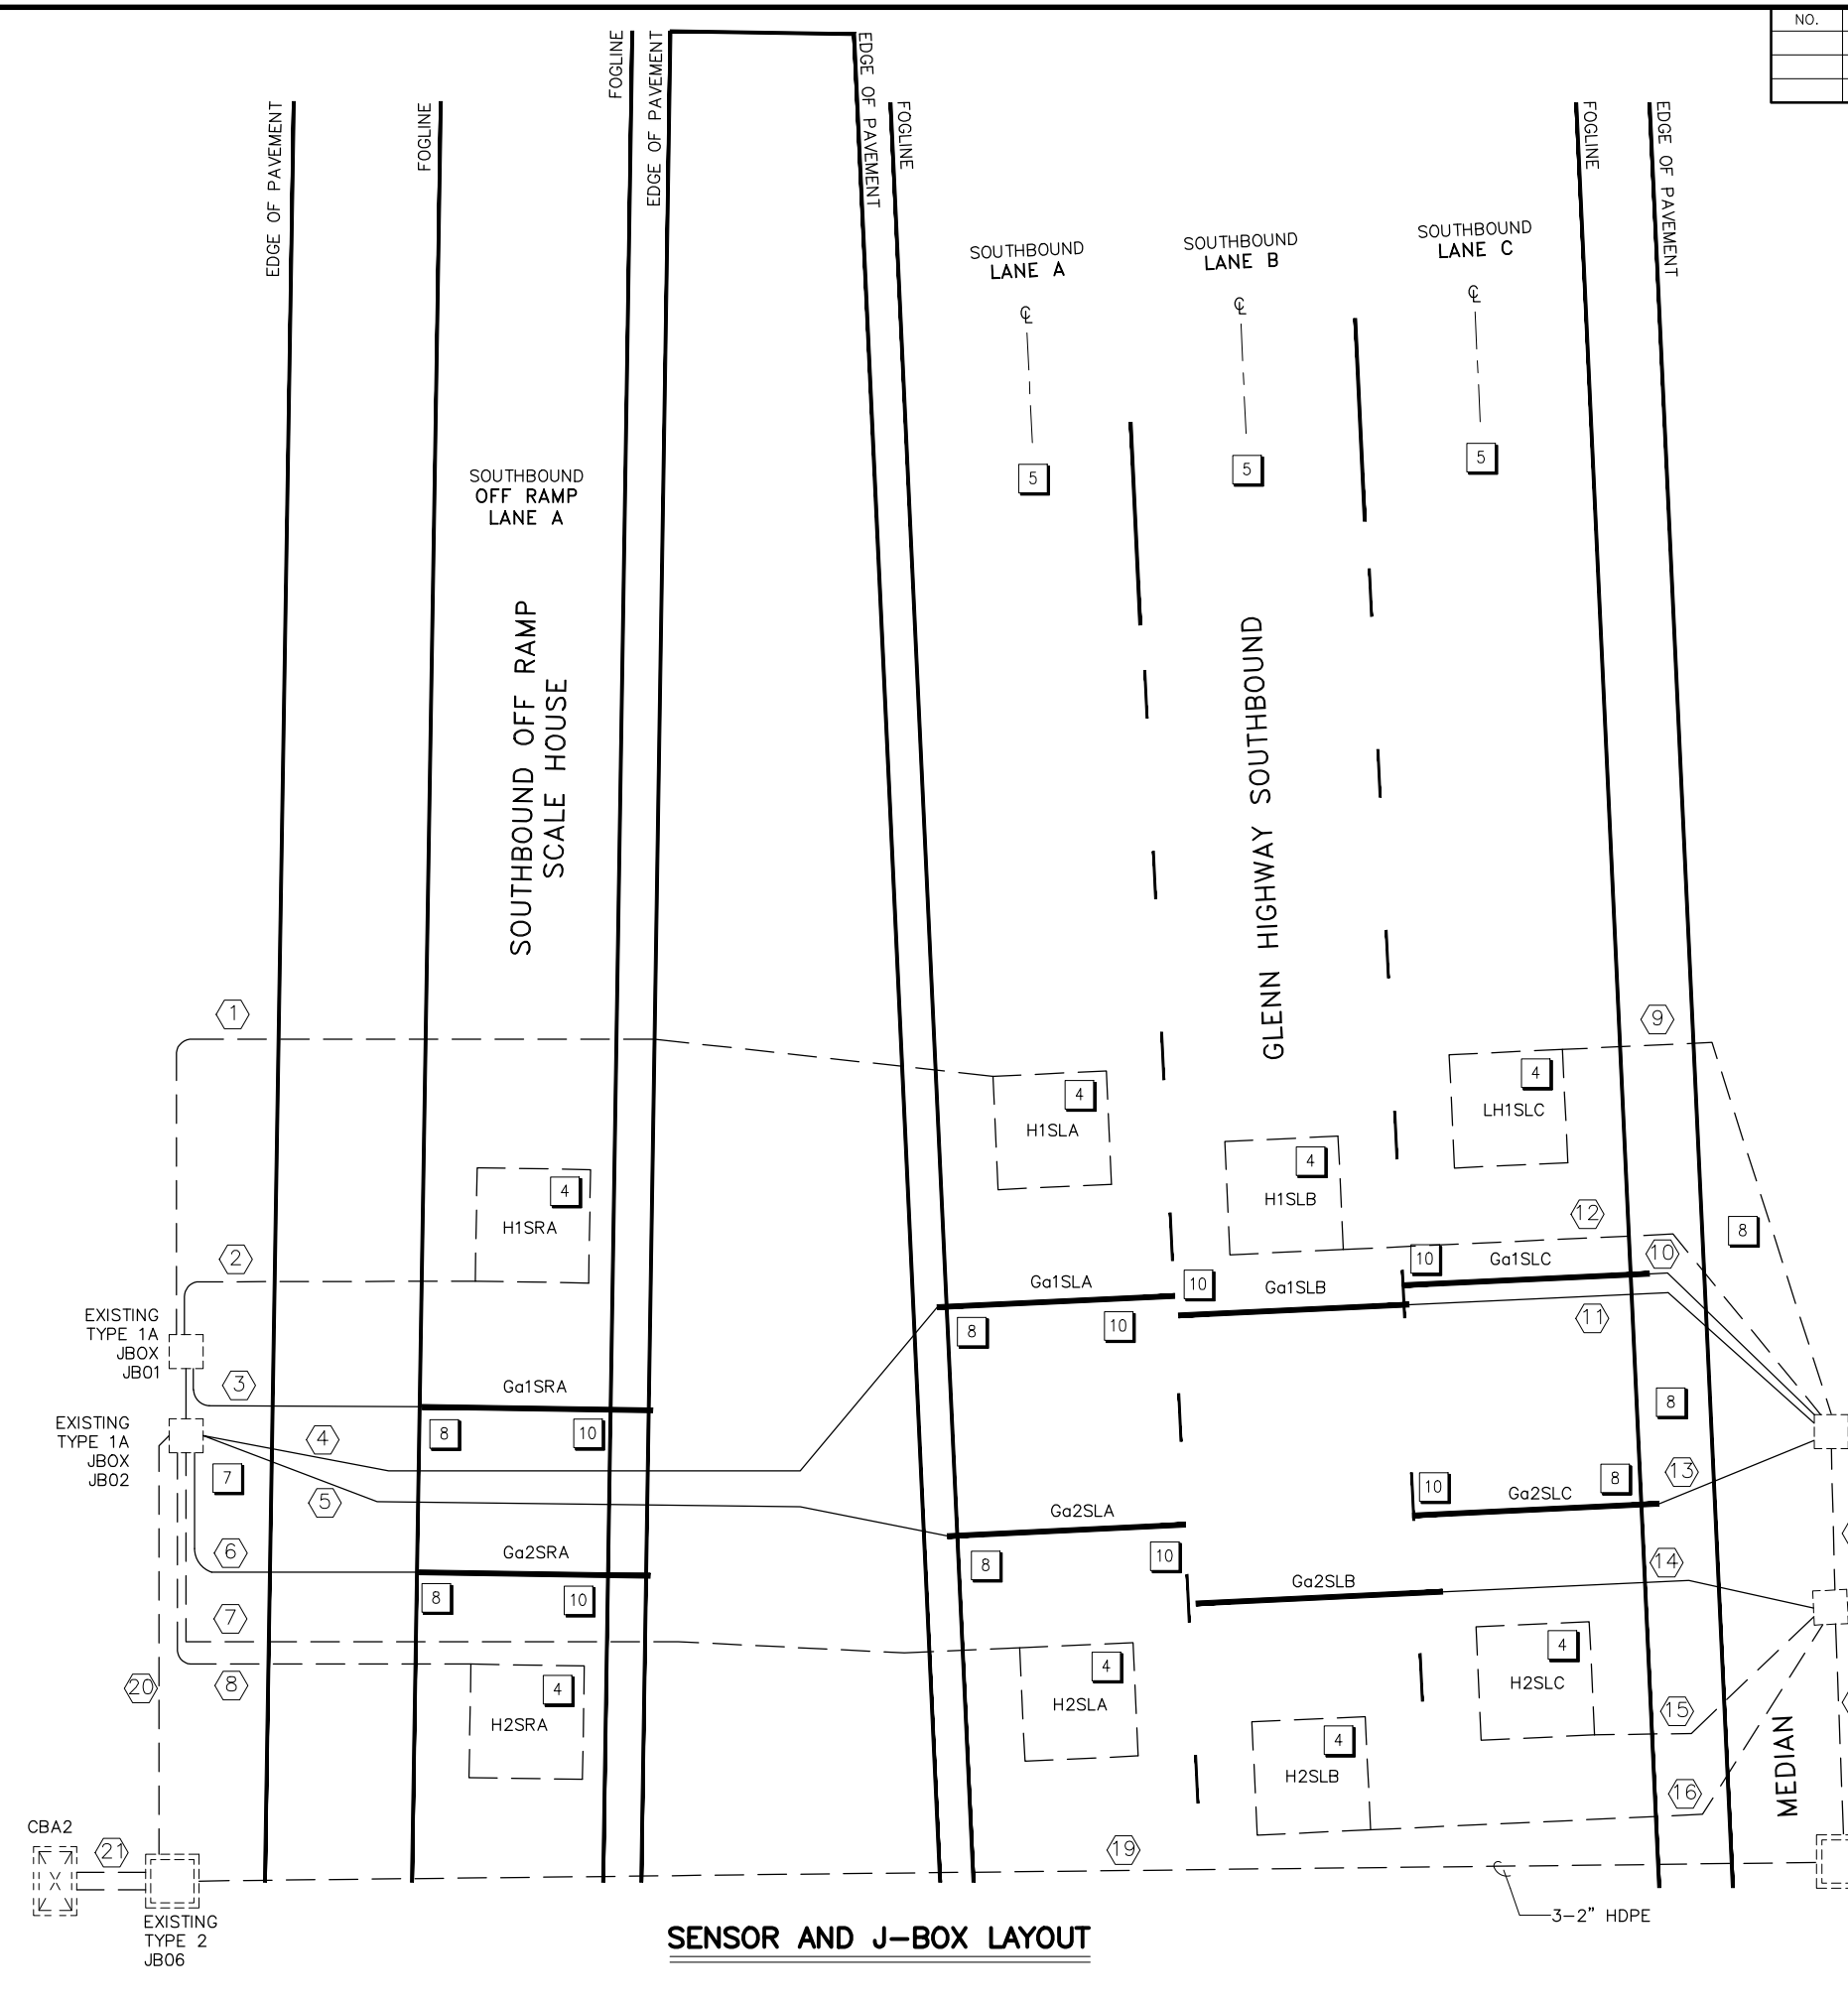 NO.
FOGLINE
EDGE OF PAVEMENT
EDGE OF PAVEMENT
EDGE OF PAVEMENT
FOGLINE
FOGLINE
FOGLINE
EDGE OF PAVEMENT
SOUTHBOUND
LANE A
SOUTHBOUND
LANE B
SOUTHBOUND
LANE C
℄
℄
℄
5
5
5
SOUTHBOUND
OFF RAMP
LANE A
SOUTHBOUND OFF RAMP
SCALE HOUSE
GLENN HIGHWAY SOUTHBOUND
1
9
4
H1SLA
4
LH1SLC
4
H1SRA
4
H1SLB
12
8
2
10
10
Ga1SLC
Ga1SLA
10
Ga1SLB
11
8
10
EXISTING
TYPE 1A
JBOX
JB01
3
Ga1SRA
8
10
8
EXISTING
TYPE 1A
JBOX
JB02
4
7
5
10
Ga2SLC
8
13
Ga2SLA
6
Ga2SRA
8
10
8
10
Ga2SLB
14
7
8
20
4
H2SRA
4
H2SLA
4
H2SLC
15
4
H2SLB
16
MEDIAN
CBA2
21
19
EXISTING
TYPE 2
JB06
3-2" HDPE
SENSOR AND J-BOX LAYOUT